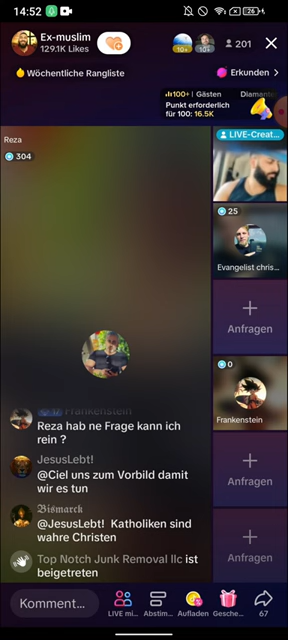 14:52
26
Ex-muslim
129.1K Likes
10+
10+
201
Wöchentliche Rangliste
Erkunden >
100+ Gästen Diamante
Punkt erforderlich
für 100: 16.5K
Reza
304
LIVE-Creat...
25
Evangelist chris...
Anfragen
0
Frankenstein
Anfragen
Anfragen
Frankenstein
Reza hab ne Frage kann ich
rein ?
JesusLebt!
@Ciel uns zum Vorbild damit
wir es tun
𝕭𝖎𝖘𝖒𝖆𝖗𝖈𝖐
@JesusLebt! Katholiken sind
wahre Christen
Top Notch Junk Removal llc ist
beigetreten
Komment...
LIVE mi...
Abstim...
Aufladen
Gesche...
67